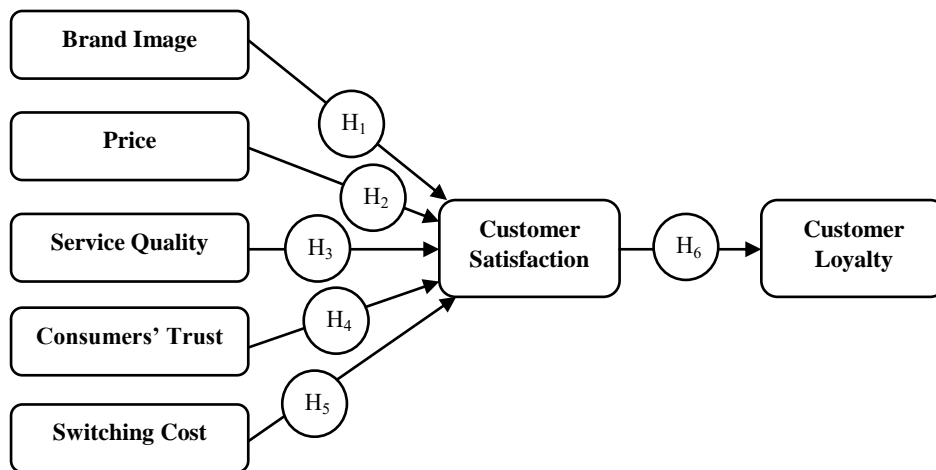 Brand Image
H₁
Price
H₂
Service Quality
H₃
Customer
Satisfaction
H₆
Customer
Loyalty
Consumers’ Trust
H₄
Switching Cost
H₅